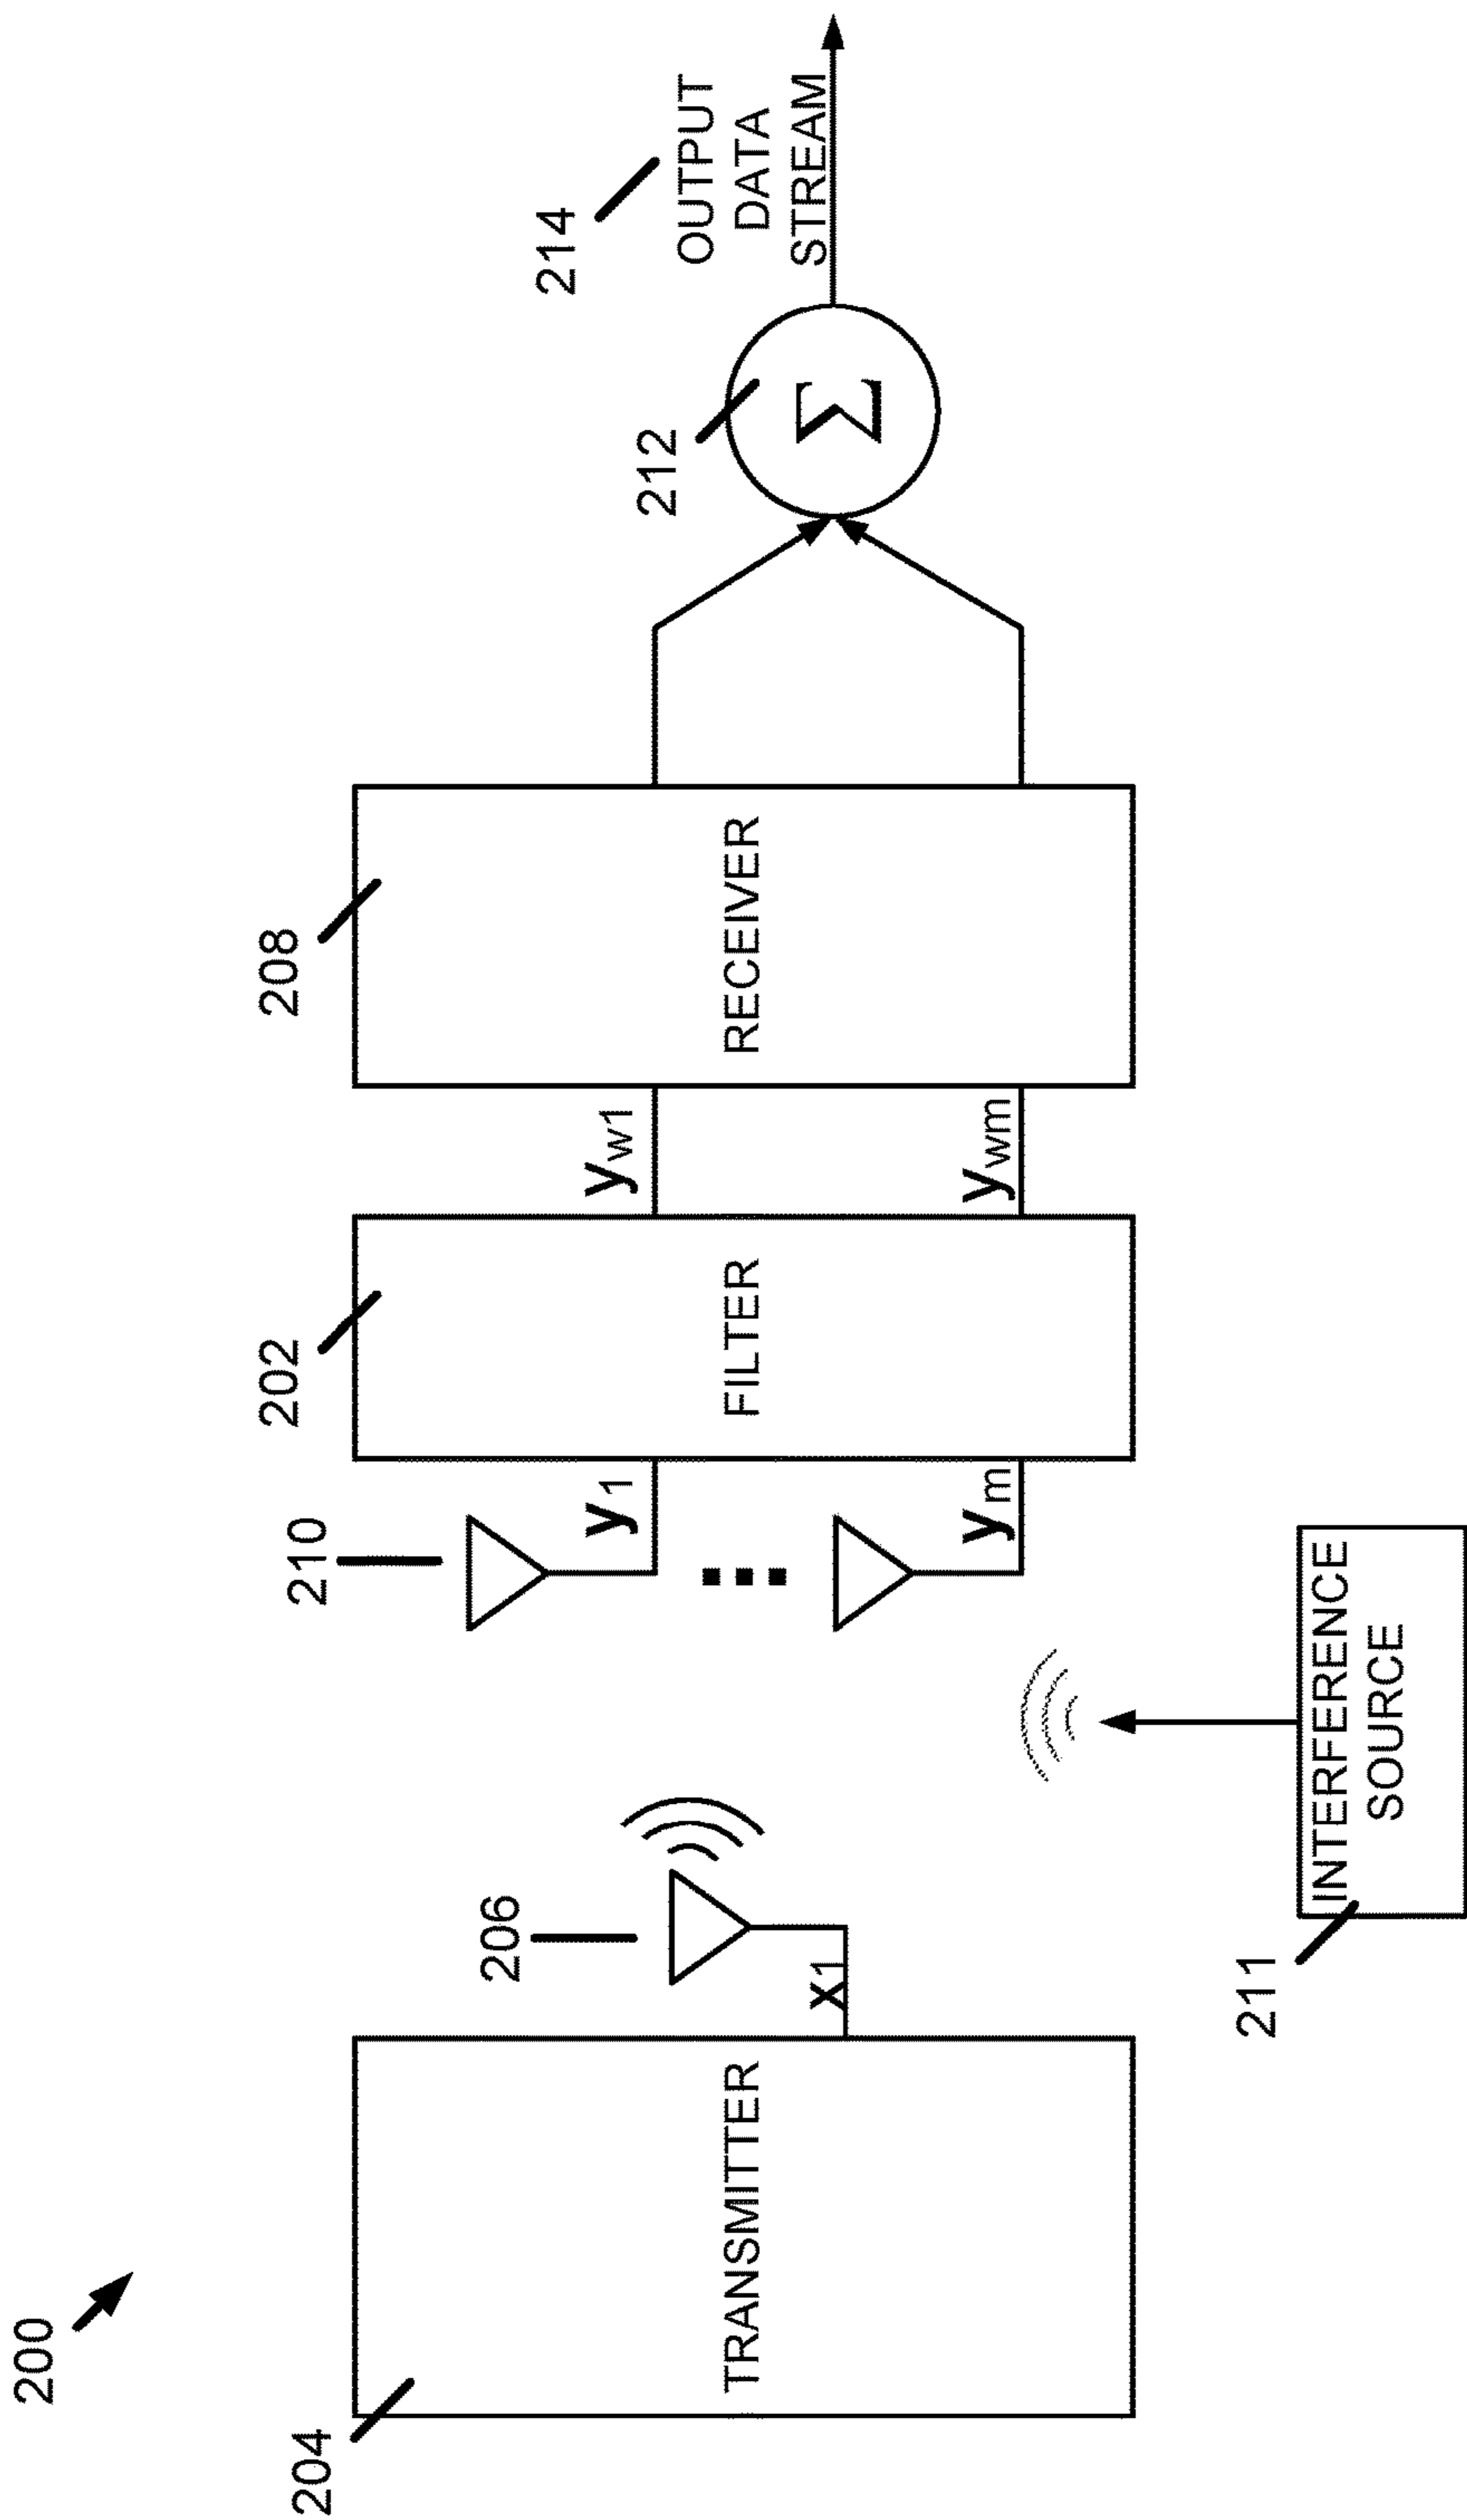 200
204
TRANSMITTER
x1
206
211
INTERFERENCE
SOURCE
210
y1
ym
202
FILTER
yw1
ywm
208
RECEIVER
212
Σ
214
OUTPUT
DATA
STREAM